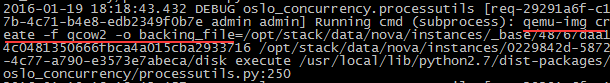 2016-01-19 18:18:43.432 DEBUG oslo_concurrency.processutils [req-29291a6f-c1
7b-4c71-b4e8-edb2349f0b7e admin admin] Running cmd (subprocess): qemu-img cr
eate -f qcow2 -o backing_file=/opt/stack/data/nova/instances/_base/487678da1
4c0481350666fbca4a015cba2933716 /opt/stack/data/nova/instances/0229842d-5872
-4c77-a790-e3573e7abeca/disk execute /usr/local/lib/python2.7/dist-packages/
oslo_concurrency/processutils.py:250